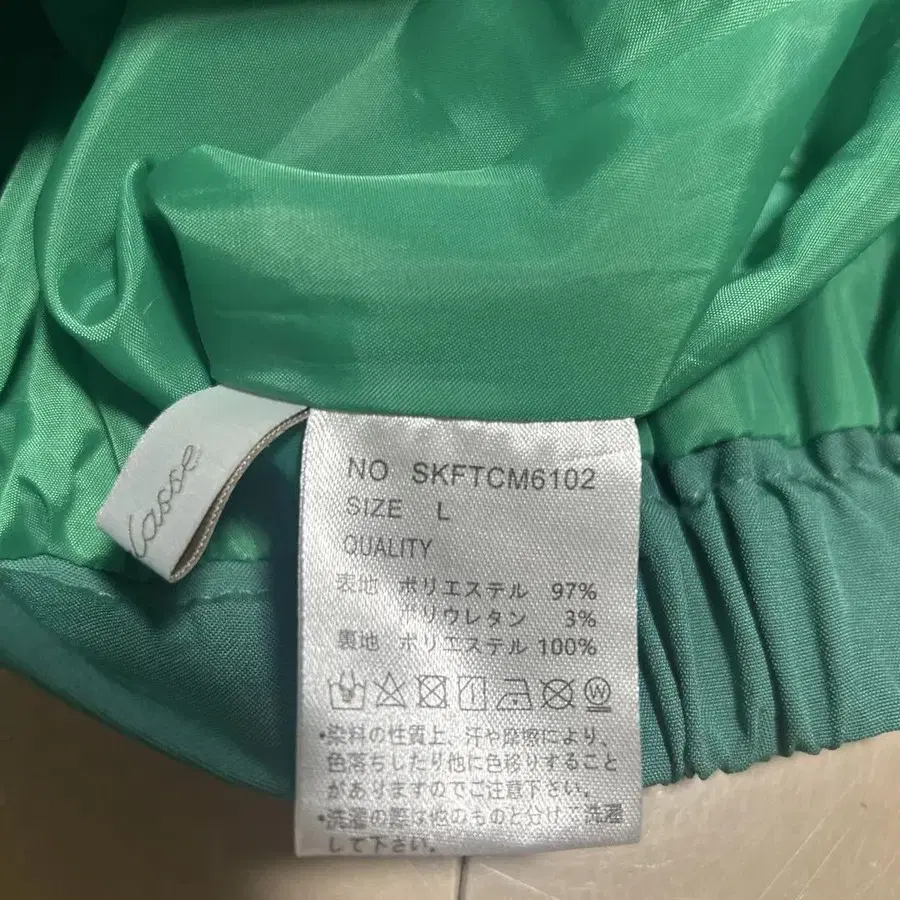 lasse
NO SKFTCM6102
SIZE L
QUALITY
表地 ポリエステル 97%
ポリウレタン 3%
裏地 ポリエステル 100%
W
•染料の性質上、汗や摩擦により、
色落ちしたり他に色移りすること
がありますのでご注意下さい。
•洗濯の際は他のものと分けて洗濯
して下さい。